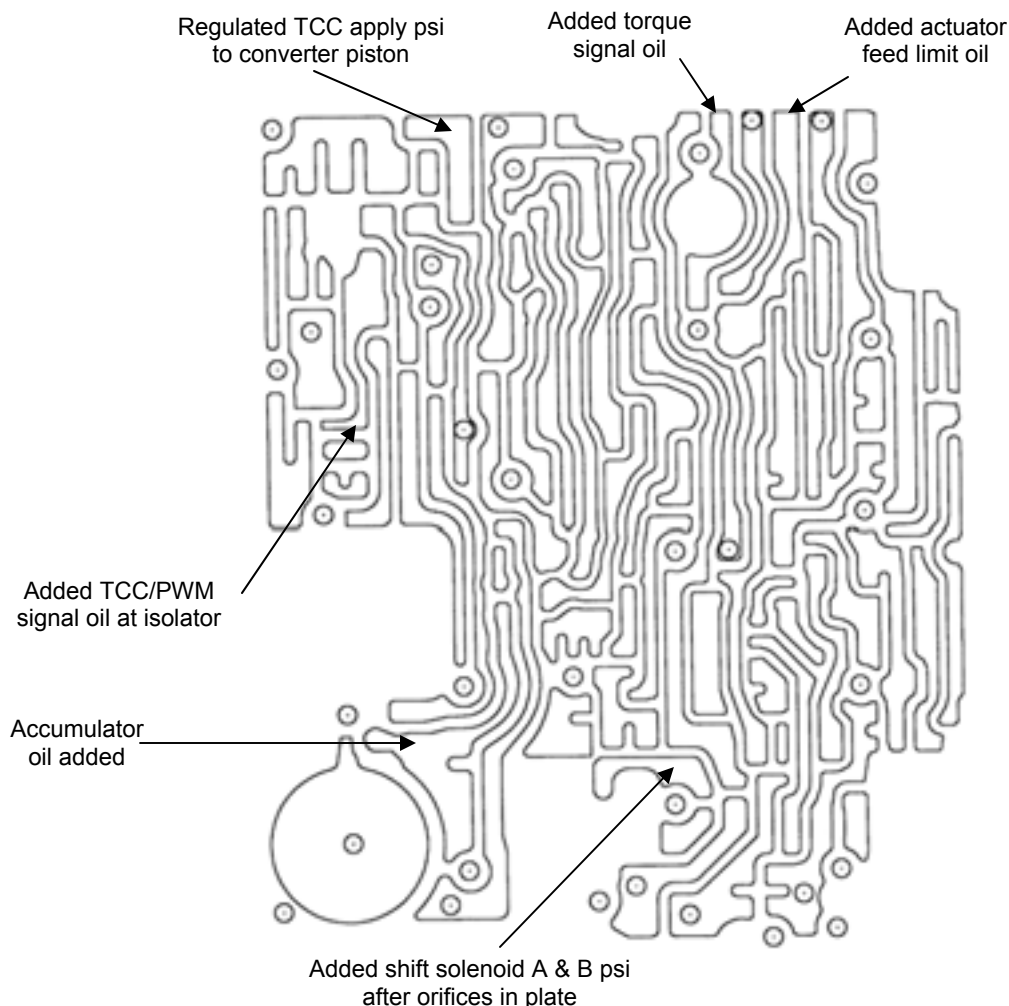 Regulated TCC apply psi
to converter piston
Added torque
signal oil
Added actuator
feed limit oil
Added TCC/PWM
signal oil at isolator
Accumulator
oil added
Added shift solenoid A & B psi
after orifices in plate